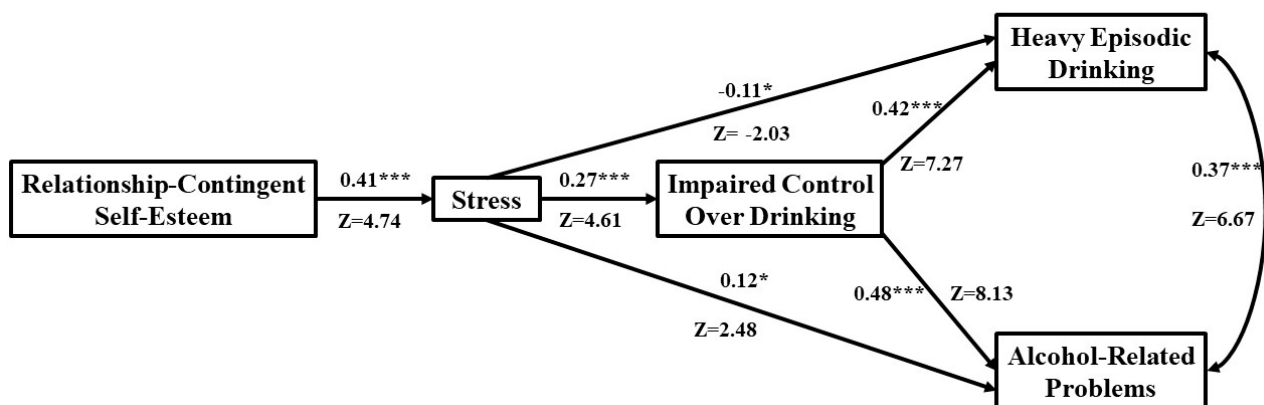 Heavy Episodic
Drinking
-0.11*
0.42***
Z= -2.03
Z=7.27
0.37***
Z=6.67
Relationship-Contingent
Self-Esteem
0.41***
Z=4.74
Stress
0.27***
Z=4.61
Impaired Control
Over Drinking
0.12*
Z=2.48
0.48***
Z=8.13
Alcohol-Related
Problems